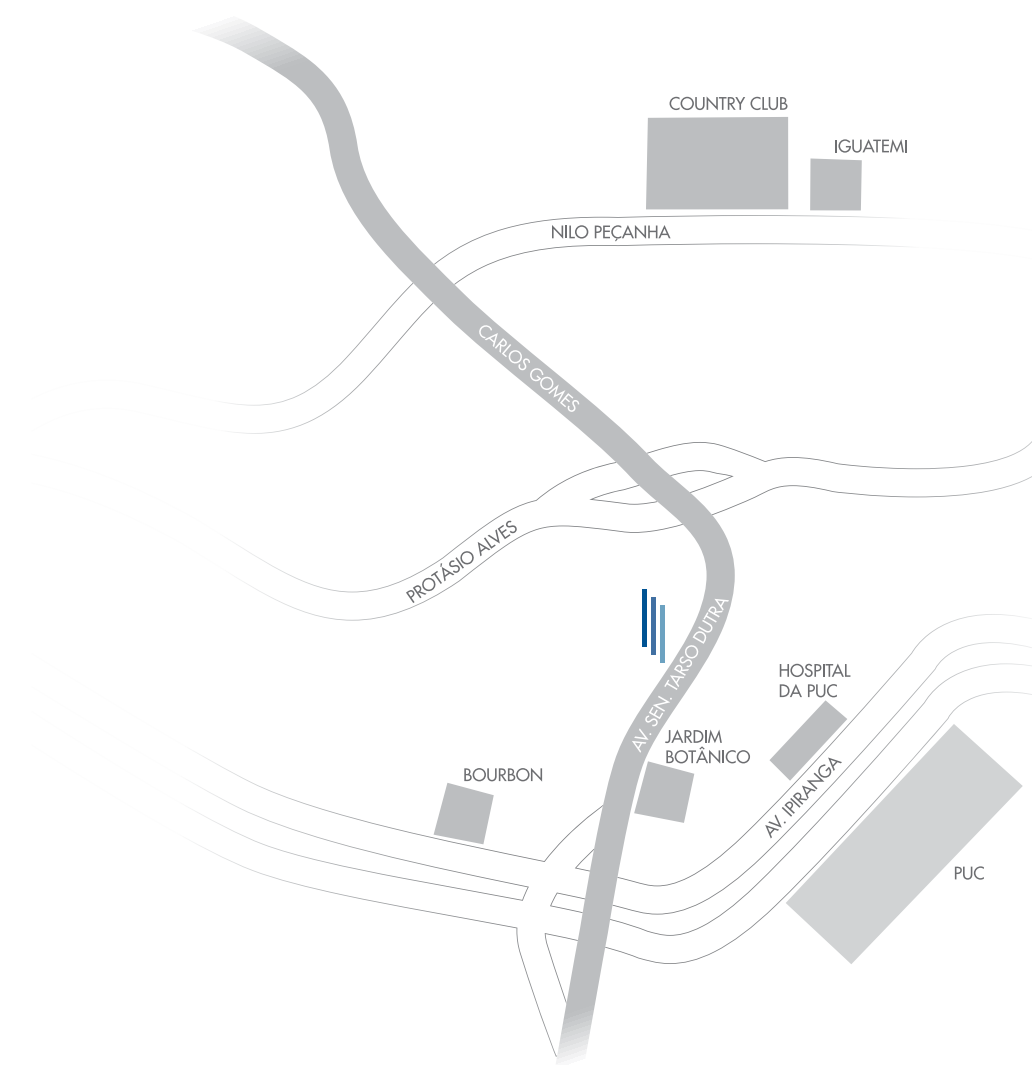 COUNTRY CLUB
IGUATEMI
NILO PEÇANHA
CARLOS GOMES
PROTÁSIO ALVES
AV. SEN. TARSO DUTRA
HOSPITAL
DA PUC
JARDIM
BOTÂNICO
BOURBON
AV. IPIRANGA
PUC